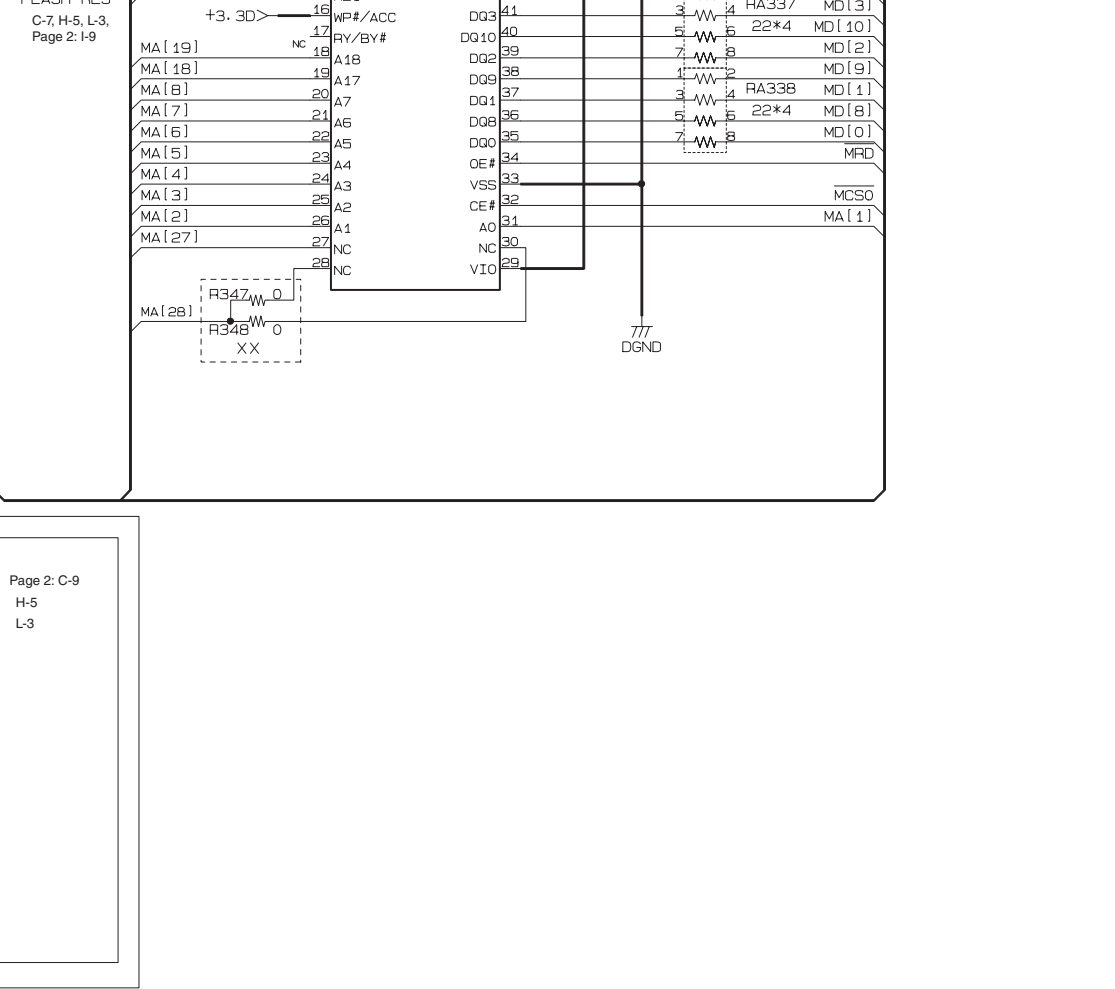 C-7, H-5, L-3,
Page 2: I-9
+3. 3D
16 WP#/ACC
NC 17 RY/BY#
MA[19] 18 A18
MA[18] 19 A17
MA[8] 20 A7
MA[7] 21 A6
MA[6] 22 A5
MA[5] 23 A4
MA[4] 24 A3
MA[3] 25 A2
MA[2] 26 A1
MA[27] 27 NC
28 NC
R347 0
MA[28]
R348 0
XX
DQ3 41 3 4 RA337 MD[3]
DQ10 40 5 6 22*4 MD[10]
DQ2 39 7 8 MD[2]
DQ9 38 1 2 MD[9]
DQ1 37 3 4 RA338 MD[1]
DQ8 36 5 6 22*4 MD[8]
DQ0 35 7 8 MD[0]
OE# 34 MRD
VSS 33
CE# 32 MCS0
A0 31 MA[1]
NC 30
VIO 29
DGND
Page 2: C-9
H-5
L-3